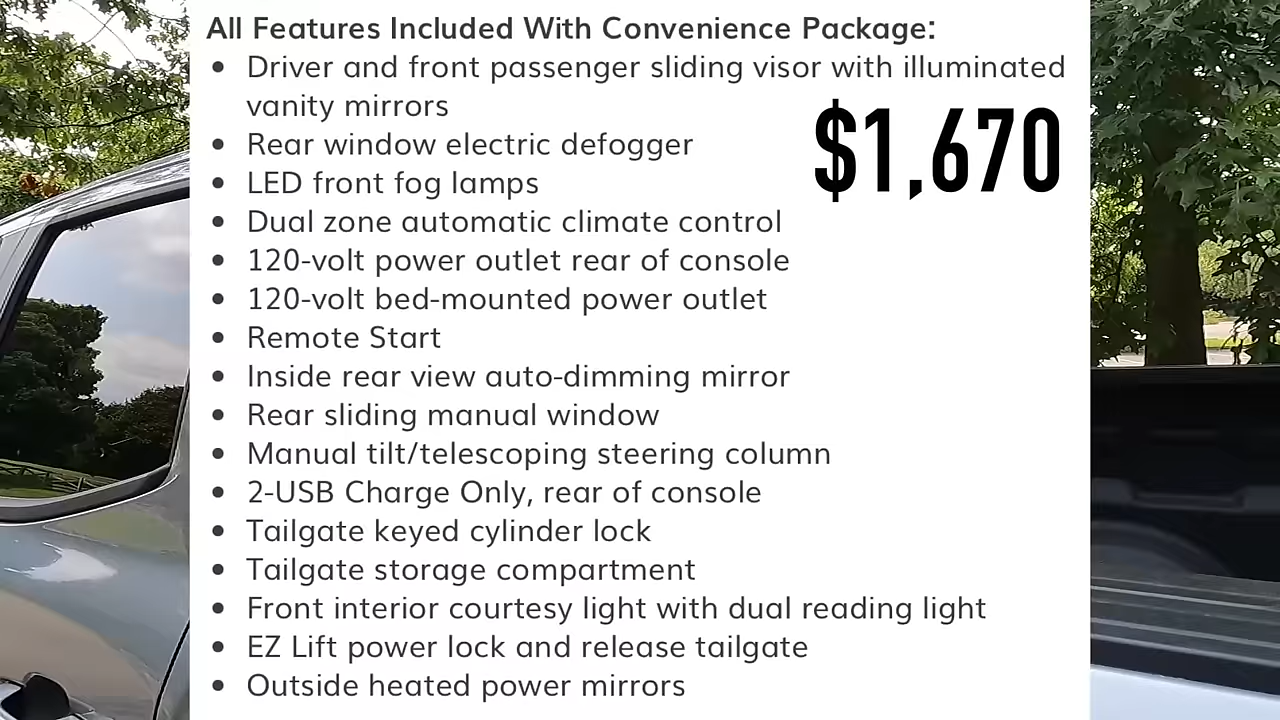 All Features Included With Convenience Package:
• Driver and front passenger sliding visor with illuminated
vanity mirrors
$1,670
• Rear window electric defogger
• LED front fog lamps
• Dual zone automatic climate control
• 120-volt power outlet rear of console
• 120-volt bed-mounted power outlet
• Remote Start
• Inside rear view auto-dimming mirror
• Rear sliding manual window
• Manual tilt/telescoping steering column
• 2-USB Charge Only, rear of console
• Tailgate keyed cylinder lock
• Tailgate storage compartment
• Front interior courtesy light with dual reading light
• EZ Lift power lock and release tailgate
• Outside heated power mirrors